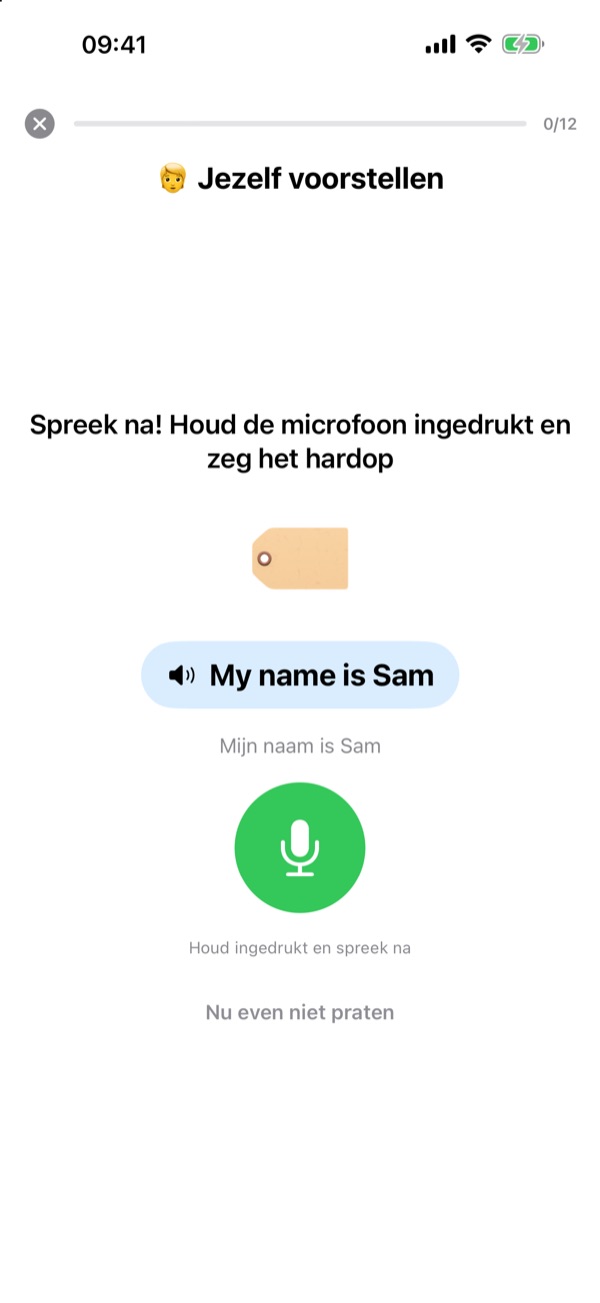 09:41
0/12
Jezelf voorstellen
Spreek na! Houd de microfoon ingedrukt en
zeg het hardop
My name is Sam
Mijn naam is Sam
Houd ingedrukt en spreek na
Nu even niet praten